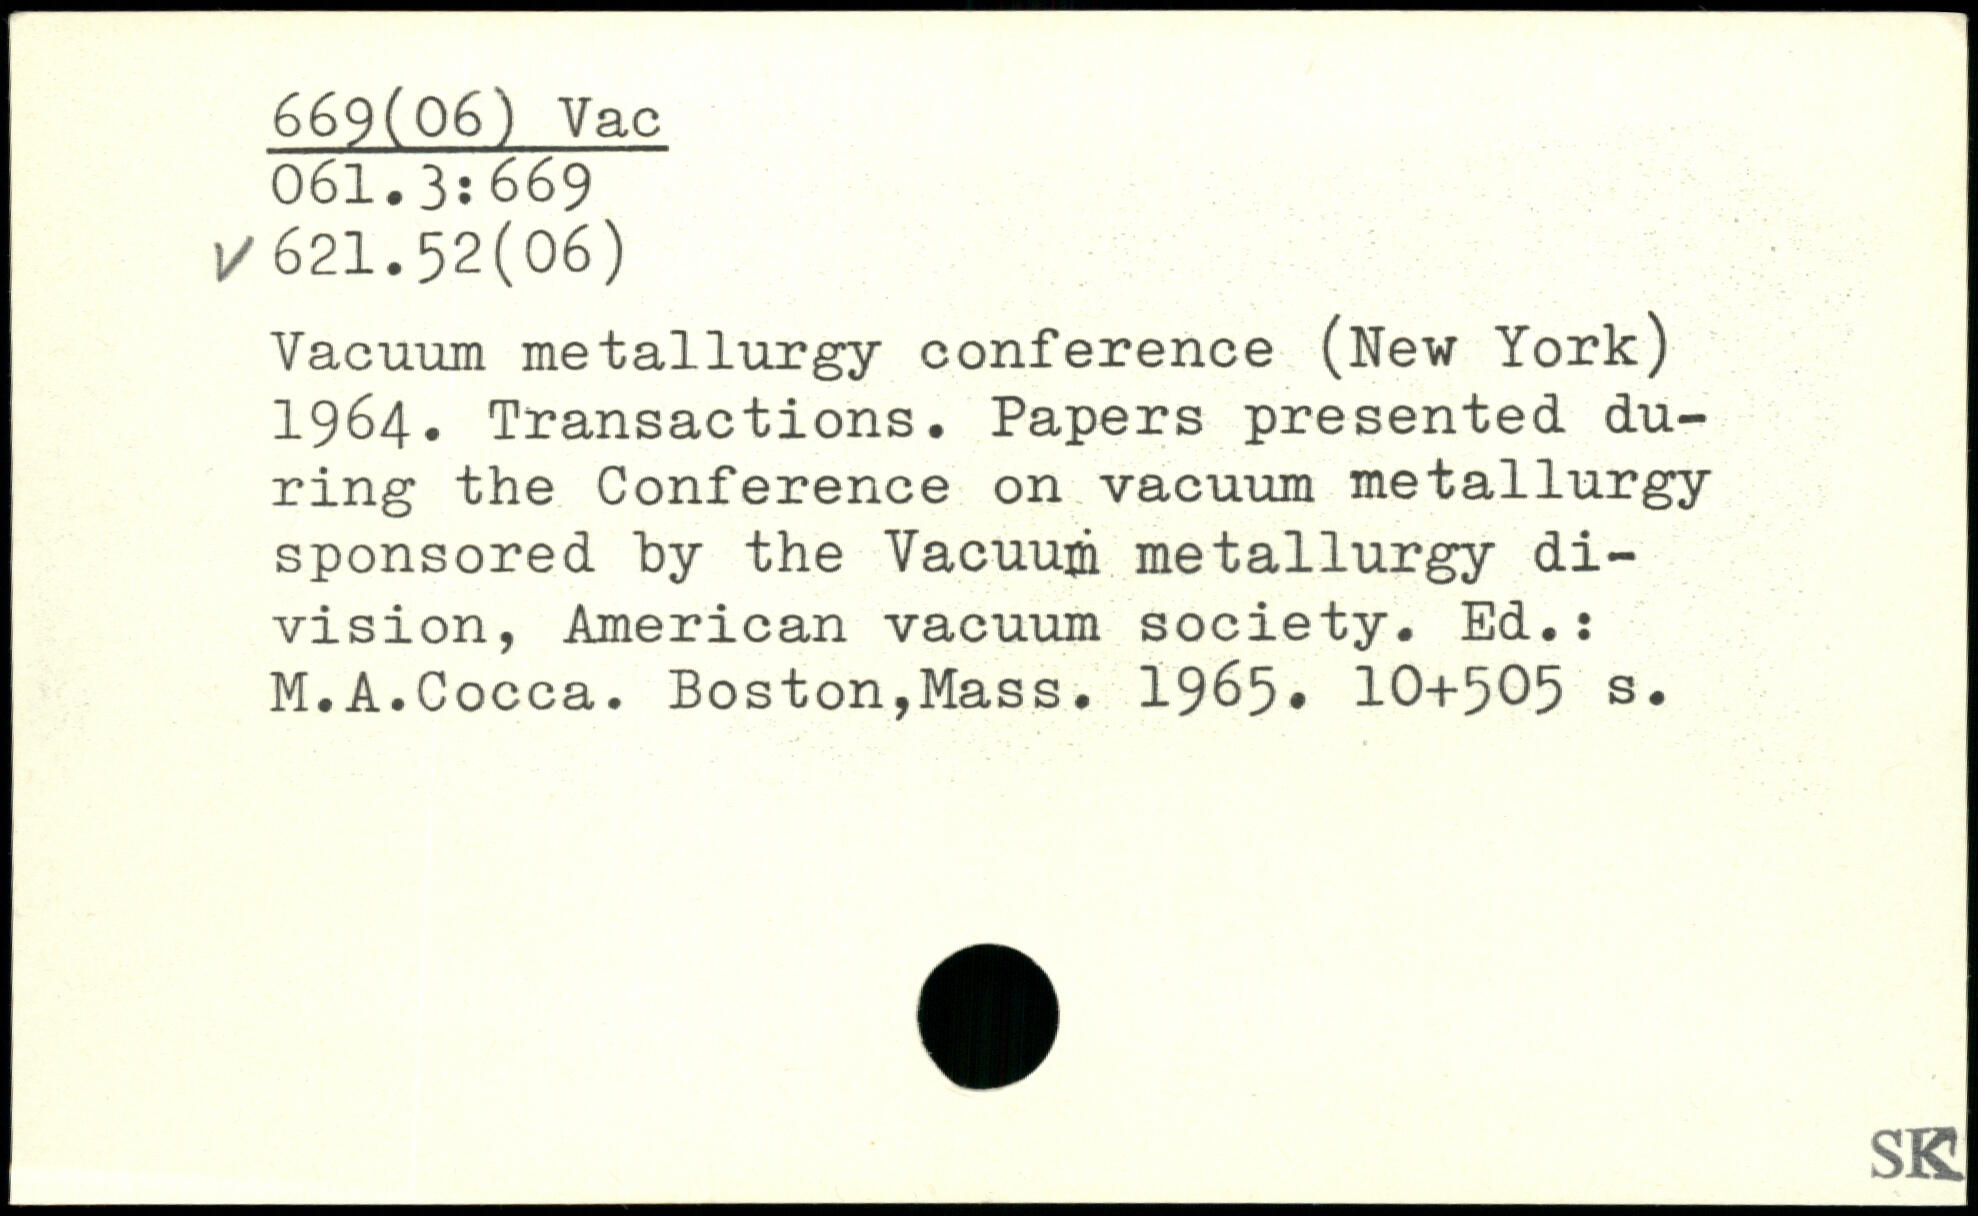 669(06) Vac
061.3:669
✓ 621.52(06)
Vacuum metallurgy conference (New York)
1964. Transactions. Papers presented du-
ring the Conference on vacuum metallurgy
sponsored by the Vacuum metallurgy di-
vision, American vacuum society. Ed.:
M.A.Cocca. Boston,Mass. 1965. 10+505 s.
SK